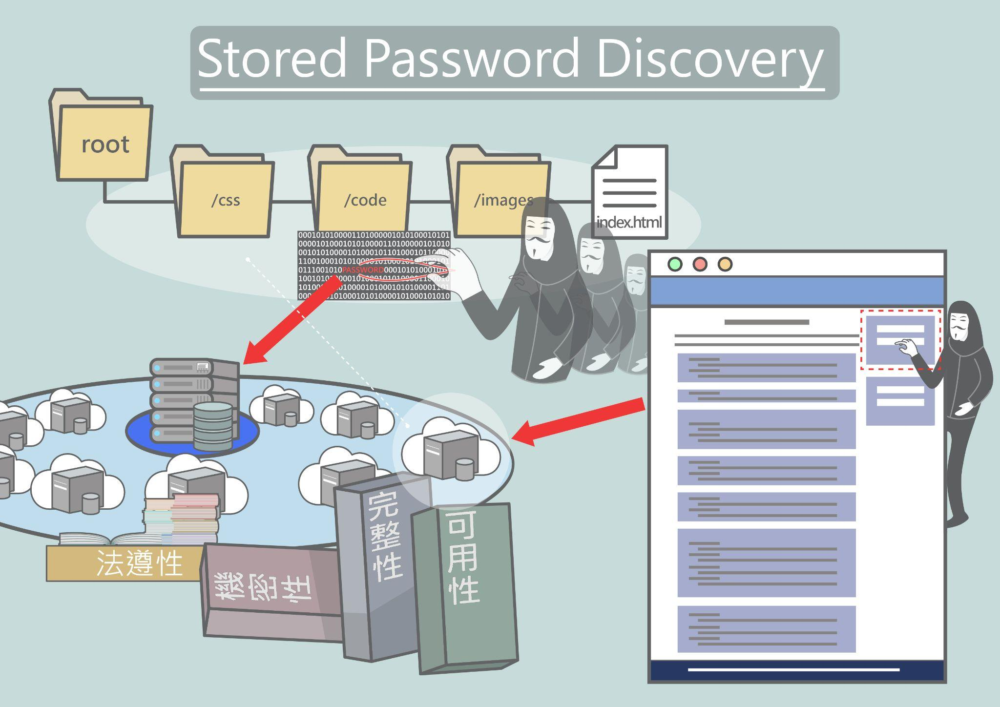 Stored Password Discovery
root
/css
/code
/images
index.html
PASSWORD
完整性
可用性
法遵性
機密性